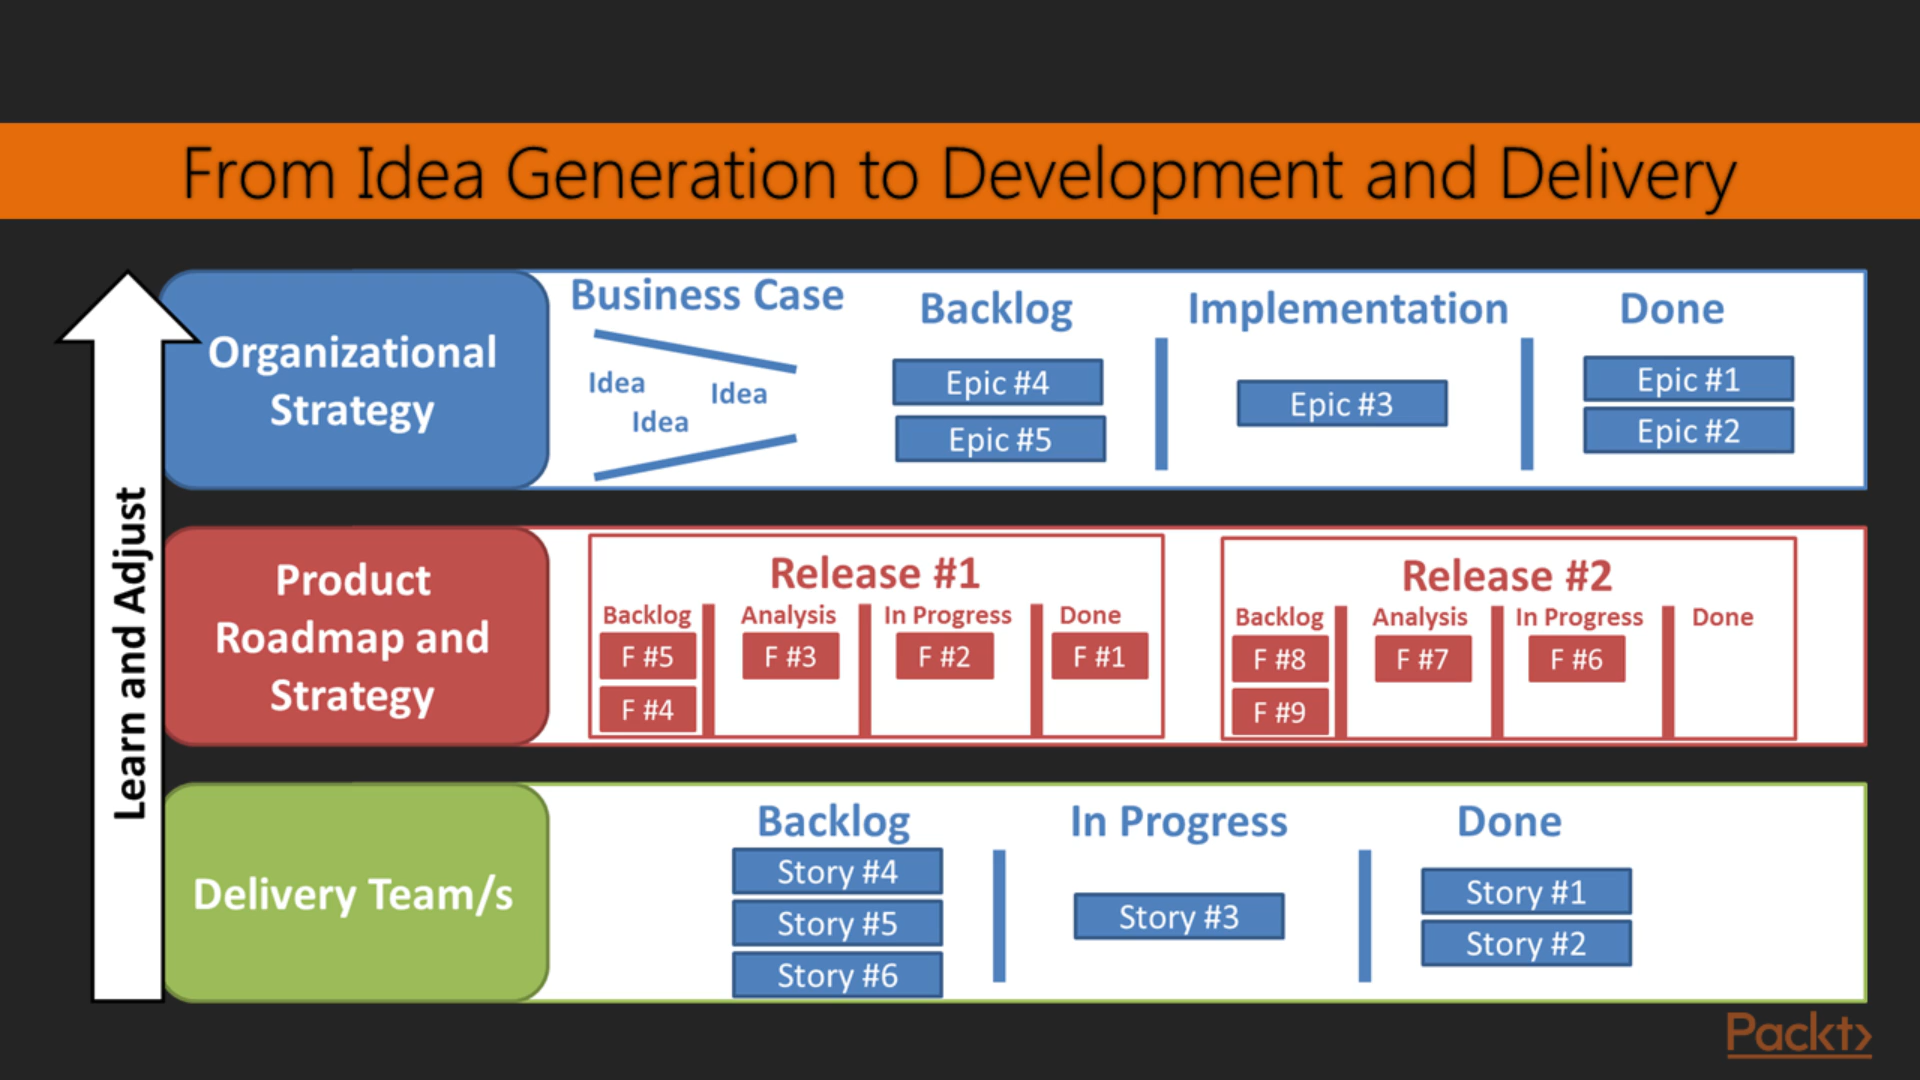 From Idea Generation to Development and Delivery
Learn and Adjust
Organizational
Strategy
Business Case
Idea
Idea
Idea
Backlog
Epic #4
Epic #5
Implementation
Epic #3
Done
Epic #1
Epic #2
Product
Roadmap and
Strategy
Release #1
Backlog
F #5
F #4
Analysis
F #3
In Progress
F #2
Done
F #1
Release #2
Backlog
F #8
F #9
Analysis
F #7
In Progress
F #6
Done
Delivery Team/s
Backlog
Story #4
Story #5
Story #6
In Progress
Story #3
Done
Story #1
Story #2
Packt>